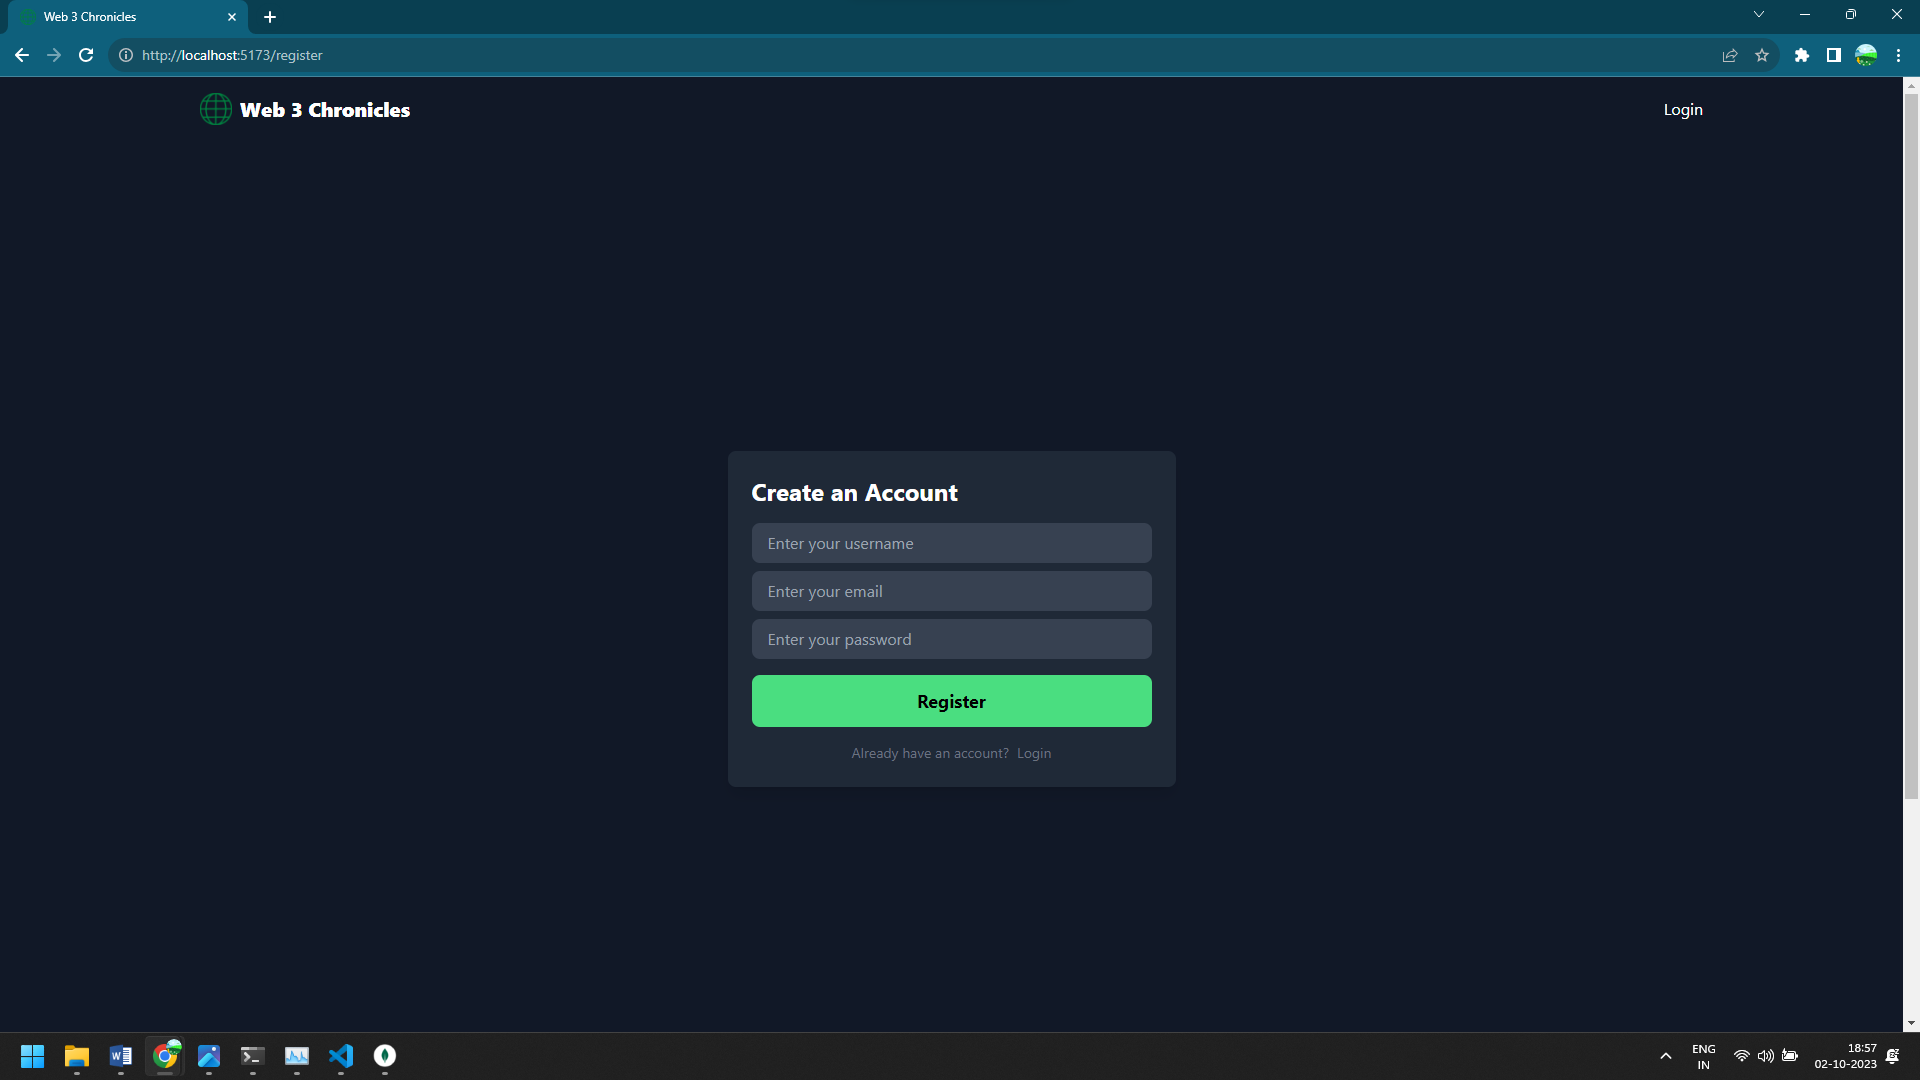 Web 3 Chronicles
http://localhost:5173/register
Web 3 Chronicles
Login
Create an Account
Enter your username
Enter your email
Enter your password
Register
Already have an account? Login
ENG
IN
18:57
02-10-2023